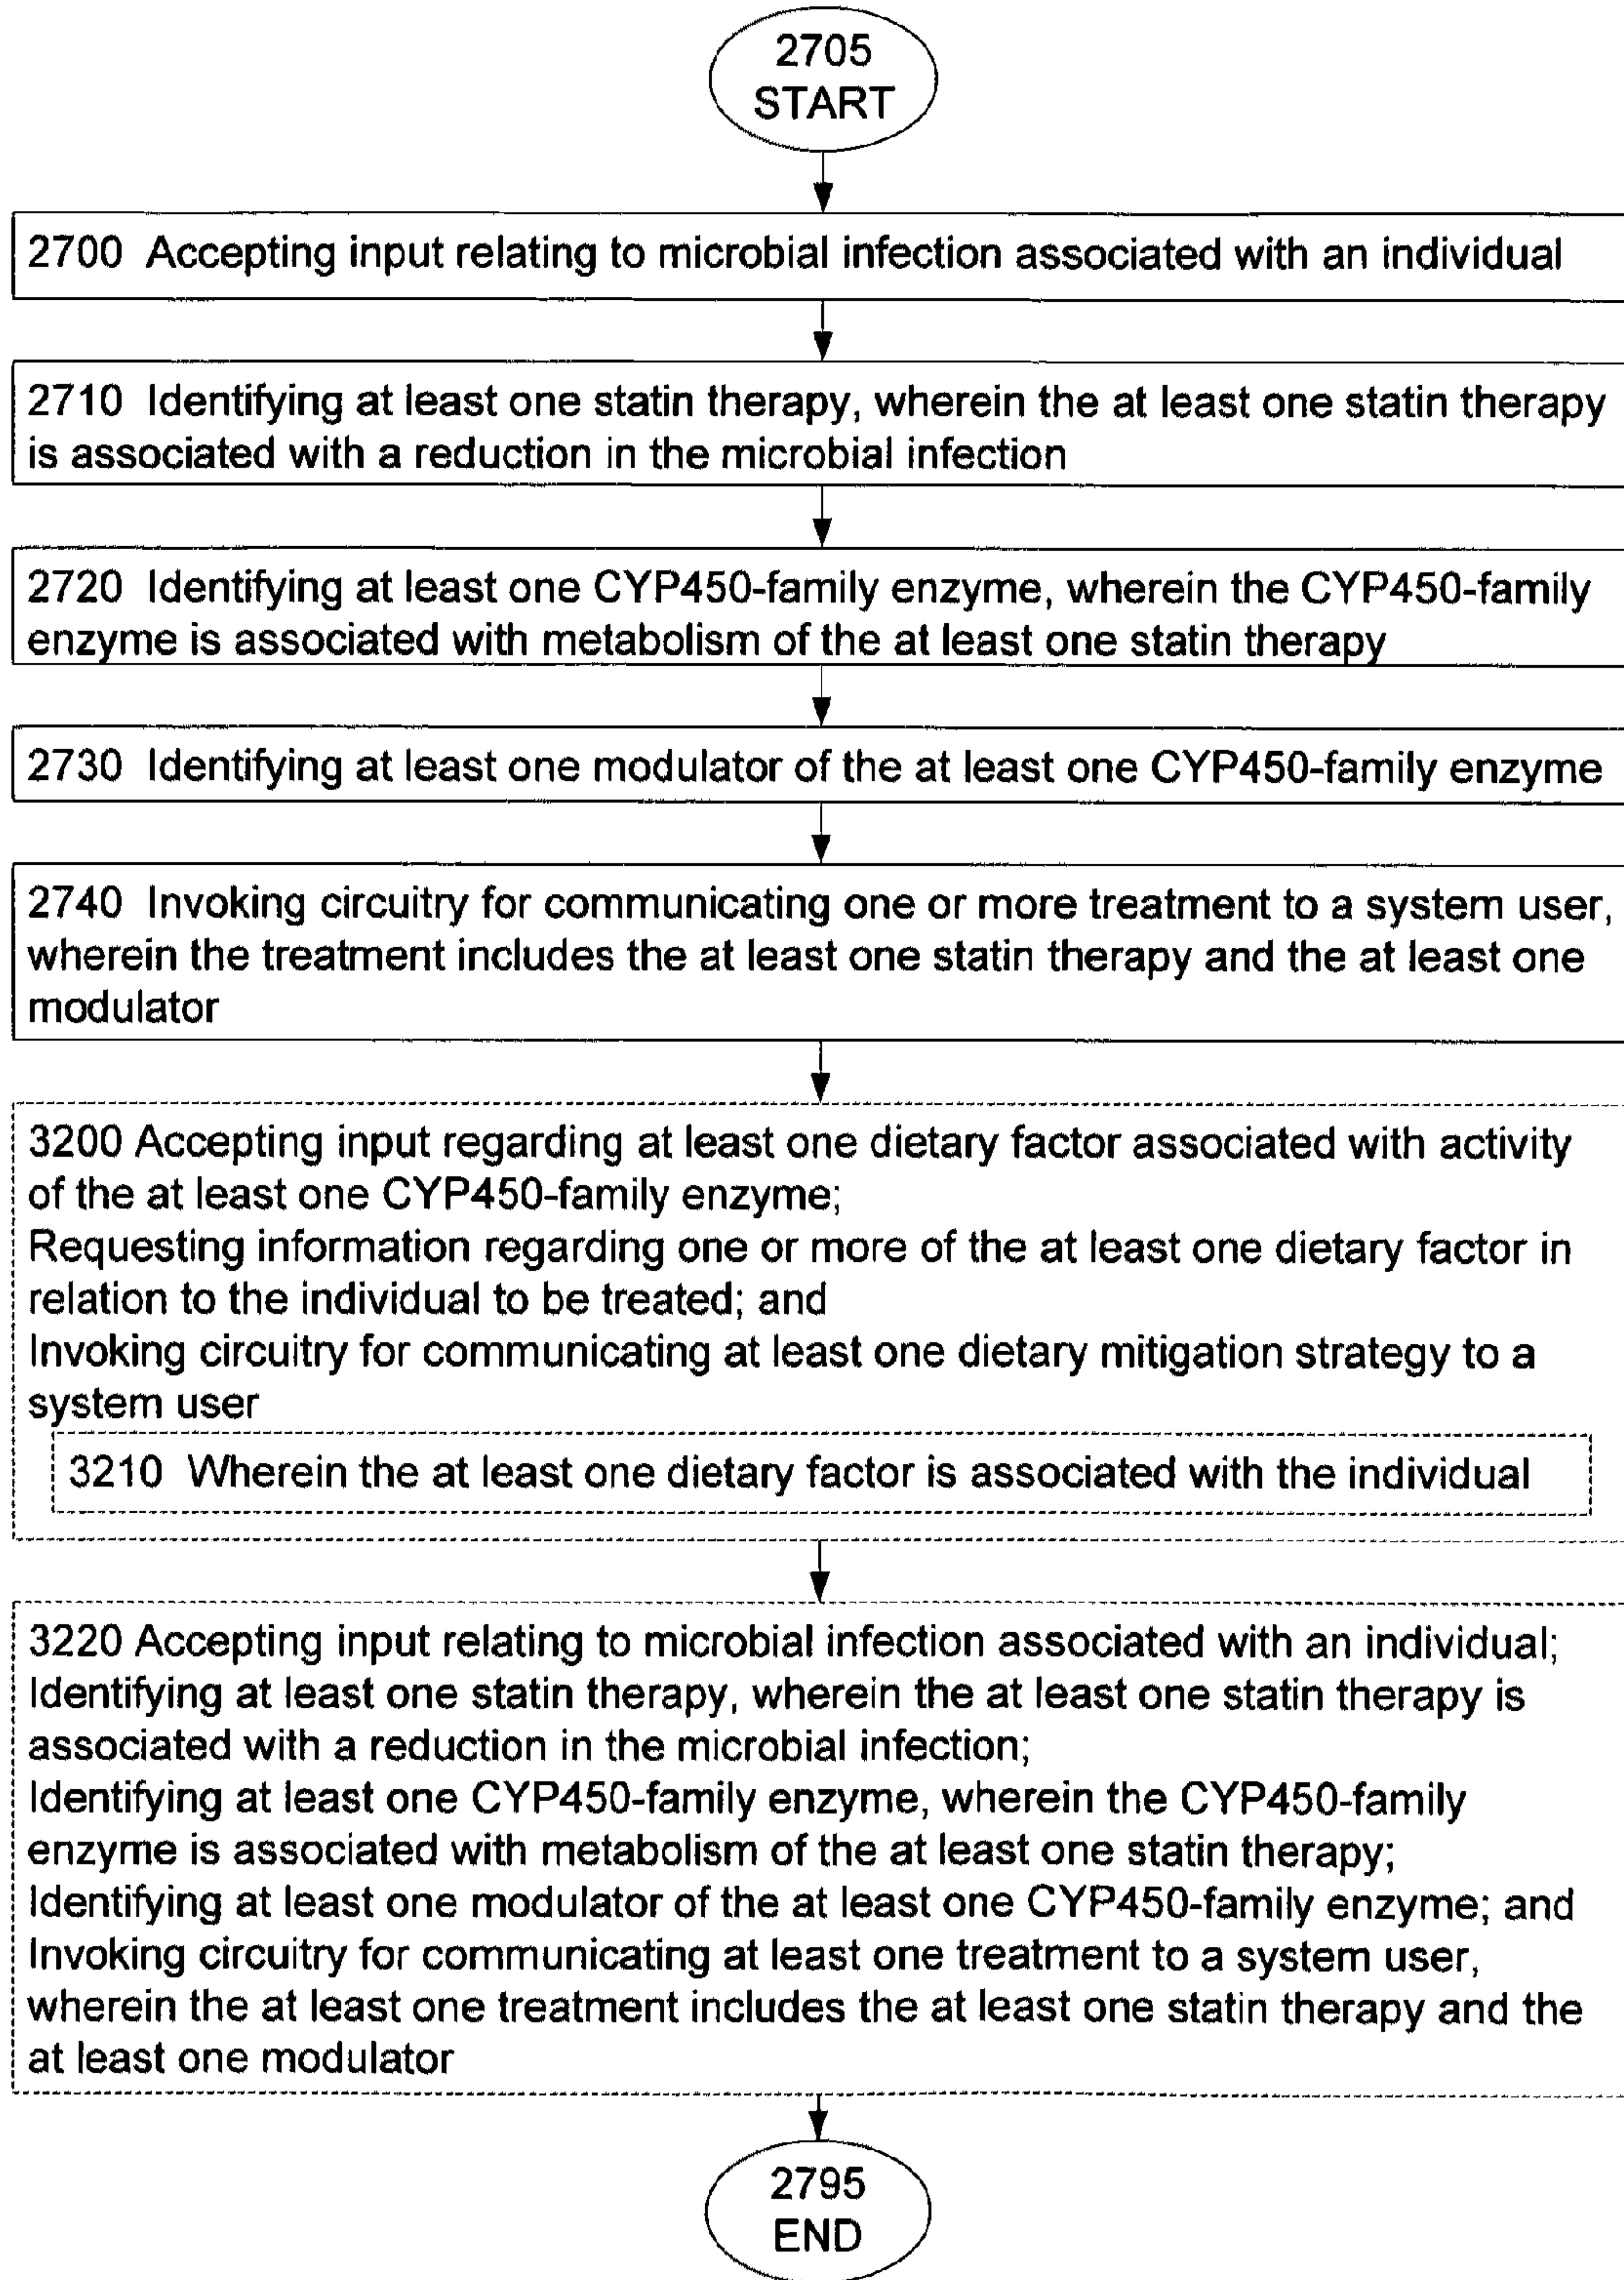 2705
START
2700 Accepting input relating to microbial infection associated with an individual
2710 Identifying at least one statin therapy, wherein the at least one statin therapy
is associated with a reduction in the microbial infection
2720 Identifying at least one CYP450-family enzyme, wherein the CYP450-family
enzyme is associated with metabolism of the at least one statin therapy
2730 Identifying at least one modulator of the at least one CYP450-family enzyme
2740 Invoking circuitry for communicating one or more treatment to a system user,
wherein the treatment includes the at least one statin therapy and the at least one
modulator
3200 Accepting input regarding at least one dietary factor associated with activity
of the at least one CYP450-family enzyme;
Requesting information regarding one or more of the at least one dietary factor in
relation to the individual to be treated; and
Invoking circuitry for communicating at least one dietary mitigation strategy to a
system user
3210 Wherein the at least one dietary factor is associated with the individual
3220 Accepting input relating to microbial infection associated with an individual;
Identifying at least one statin therapy, wherein the at least one statin therapy is
associated with a reduction in the microbial infection;
Identifying at least one CYP450-family enzyme, wherein the CYP450-family
enzyme is associated with metabolism of the at least one statin therapy;
Identifying at least one modulator of the at least one CYP450-family enzyme; and
Invoking circuitry for communicating at least one treatment to a system user,
wherein the at least one treatment includes the at least one statin therapy and the
at least one modulator
2795
END